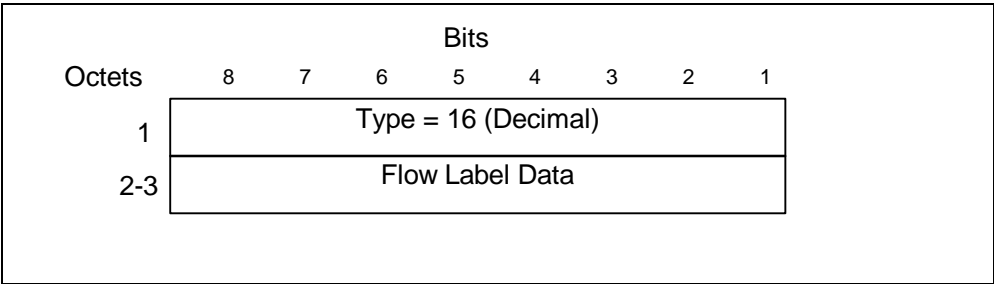 Bits
Octets 8 7 6 5 4 3 2 1
1 Type = 16 (Decimal)
2-3 Flow Label Data